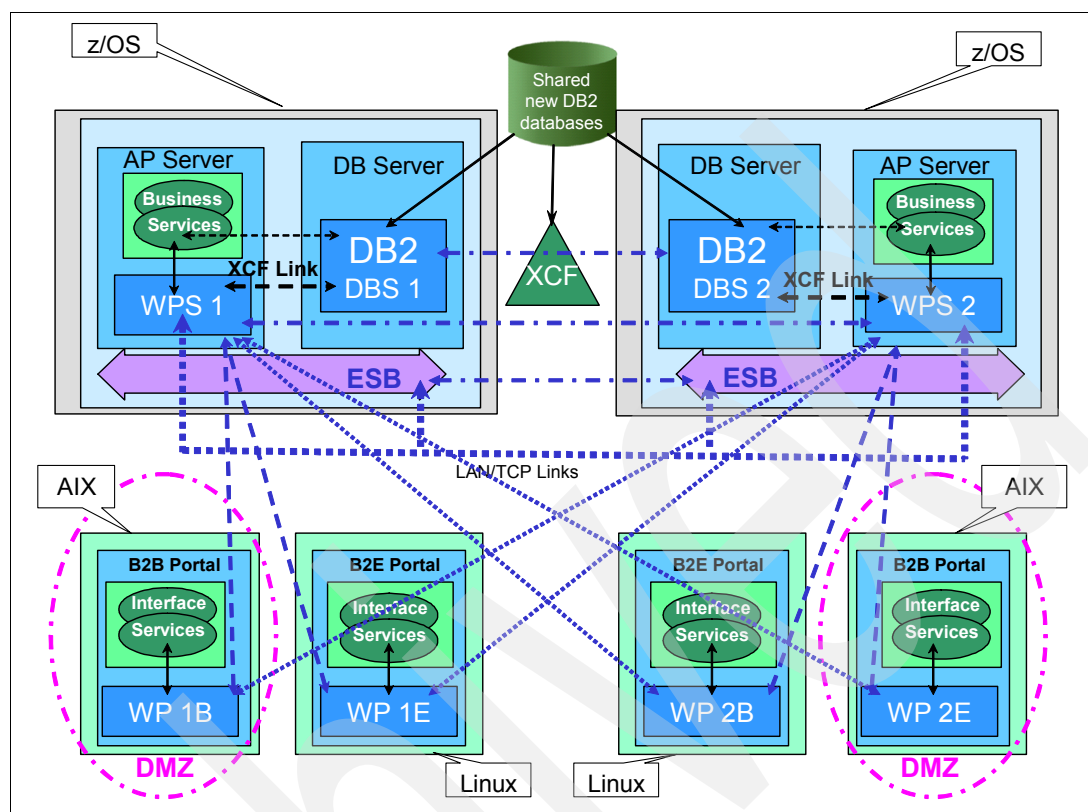 z/OS
z/OS
Shared
new DB2
databases
AP Server
Business
Services
DB Server
DB2
DBS 1
XCF Link
WPS 1
XCF
DB Server
AP Server
Business
Services
DB2
DBS 2
XCF Link
WPS 2
ESB
ESB
LAN/TCP Links
AIX
AIX
B2B Portal
Interface
Services
WP 1B
DMZ
B2E Portal
Interface
Services
WP 1E
Linux
B2E Portal
Interface
Services
WP 2B
Linux
B2B Portal
Interface
Services
WP 2E
DMZ